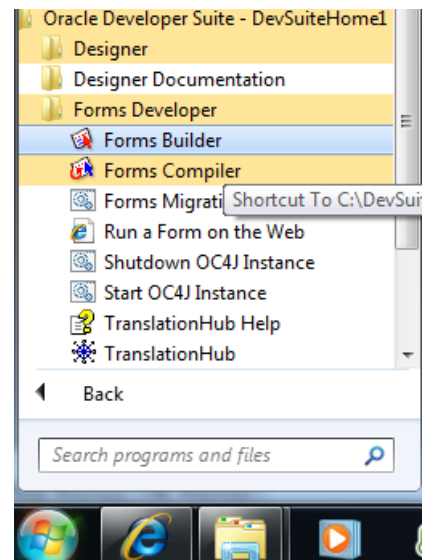 Oracle Developer Suite - DevSuiteHome1
Designer
Designer Documentation
Forms Developer
Forms Builder
Forms Compiler
Forms Migrati
Shortcut To C:\DevSui
Run a Form on the Web
Shutdown OC4J Instance
Start OC4J Instance
TranslationHub Help
TranslationHub
Back
Search programs and files